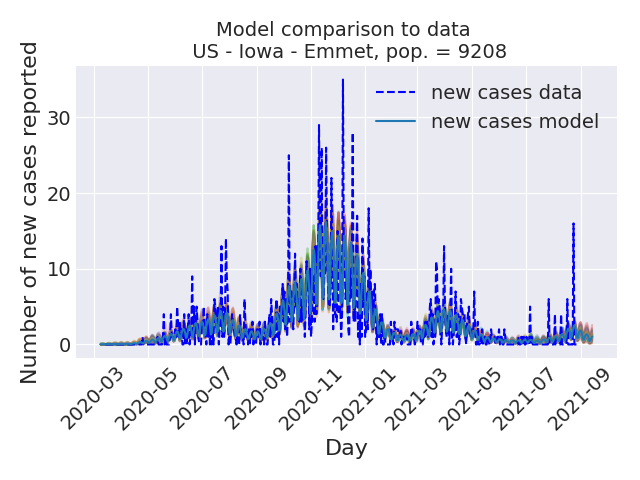 Model comparison to data
US - Iowa - Emmet, pop. = 9208
Number of new cases reported
30
20
10
0
new cases data
new cases model
2020-03
2020-05
2020-07
2020-09
2020-11
2021-01
2021-03
2021-05
2021-07
2021-09
Day